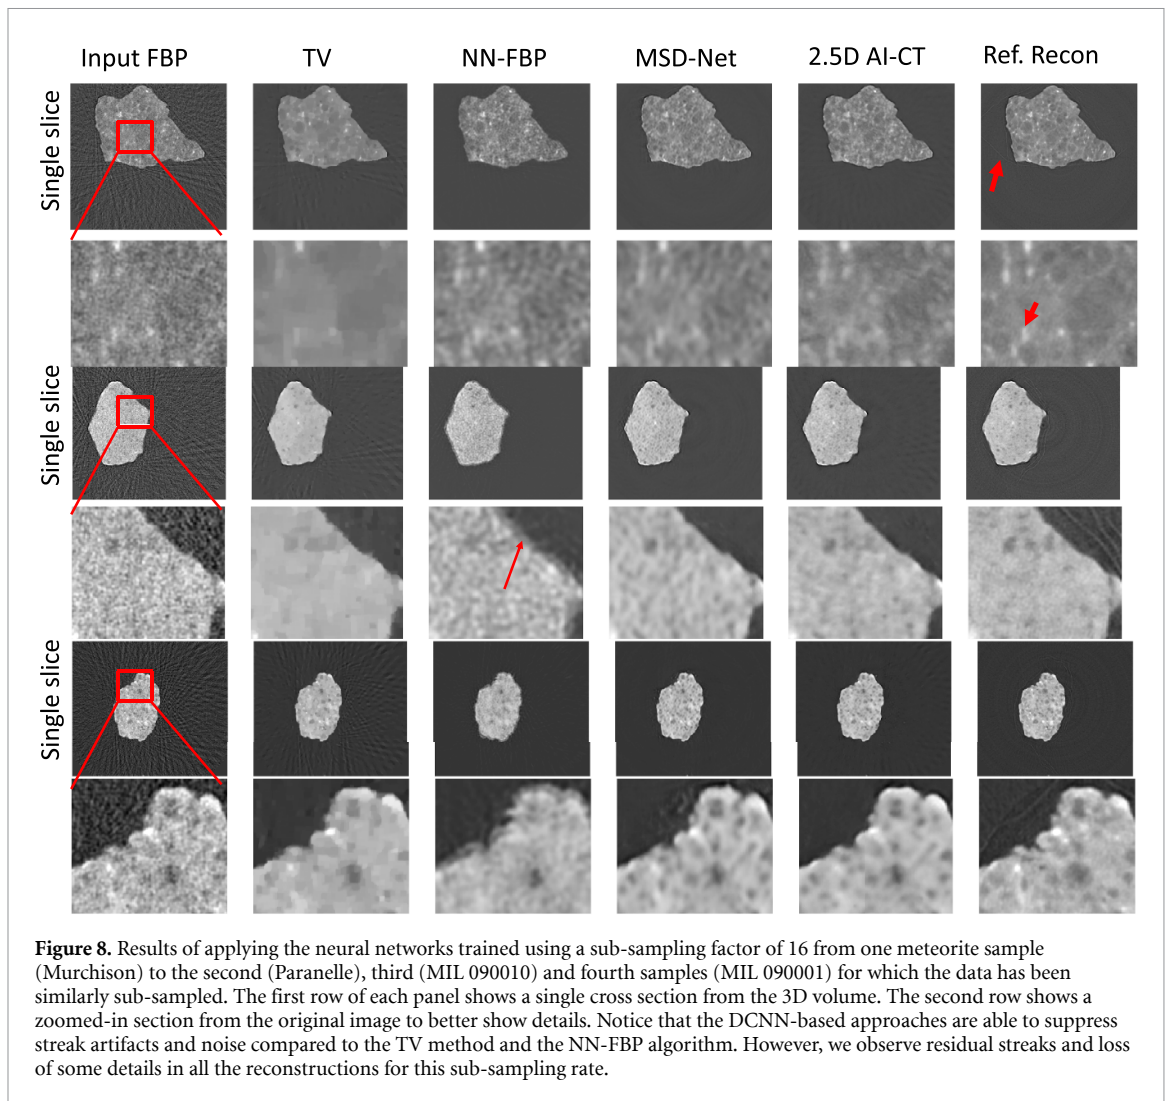 Input FBP TV NN-FBP MSD-Net 2.5D AI-CT Ref. Recon
Single slice
Single slice
Single slice
Figure 8. Results of applying the neural networks trained using a sub-sampling factor of 16 from one meteorite sample
(Murchison) to the second (Paranelle), third (MIL 090010) and fourth samples (MIL 090001) for which the data has been
similarly sub-sampled. The first row of each panel shows a single cross section from the 3D volume. The second row shows a
zoomed-in section from the original image to better show details. Notice that the DCNN-based approaches are able to suppress
streak artifacts and noise compared to the TV method and the NN-FBP algorithm. However, we observe residual streaks and loss
of some details in all the reconstructions for this sub-sampling rate.